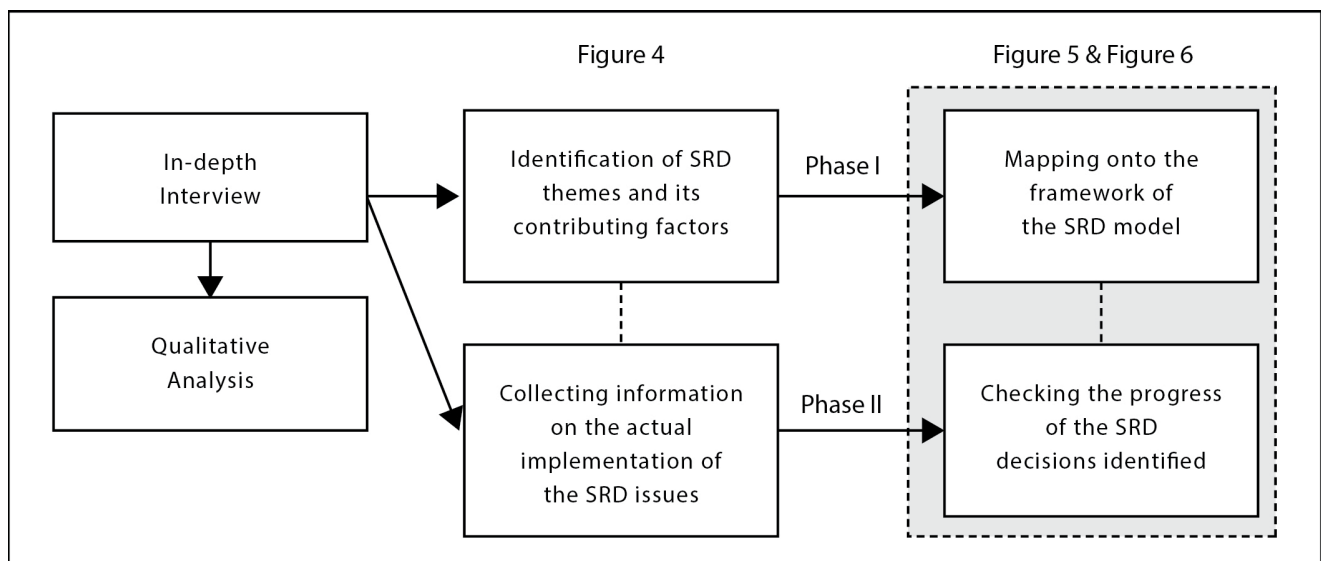 Figure 4
Figure 5 & Figure 6
In-depth
Interview
Identification of SRD
themes and its
contributing factors
Phase I
Mapping onto the
framework of
the SRD model
Qualitative
Analysis
Collecting information
on the actual
implementation of
the SRD issues
Phase II
Checking the progress
of the SRD
decisions identified